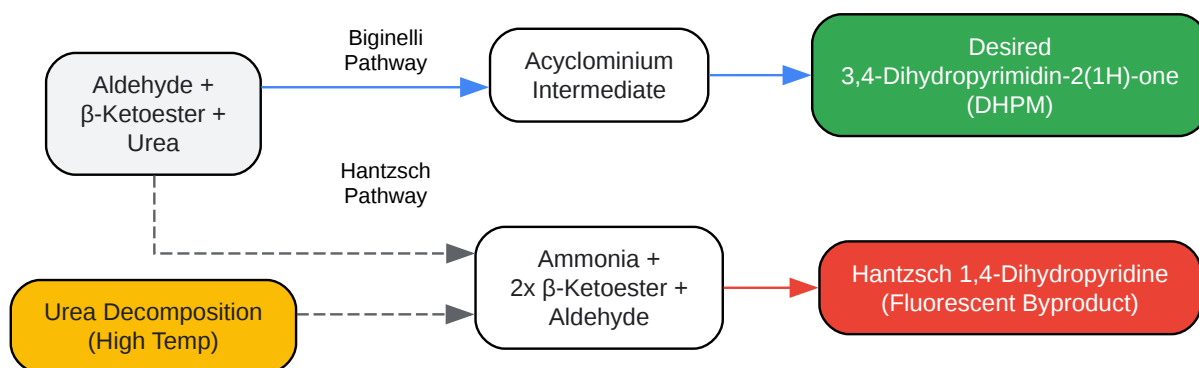 Aldehyde +
β-Ketoester +
Urea
Biginelli
Pathway
Acyclominium
Intermediate
Desired
3,4-Dihydropyrimidin-2(1H)-one
(DHPM)
Hantzsch
Pathway
Urea Decomposition
(High Temp)
Ammonia +
2x β-Ketoester +
Aldehyde
Hantzsch 1,4-Dihydropyridine
(Fluorescent Byproduct)